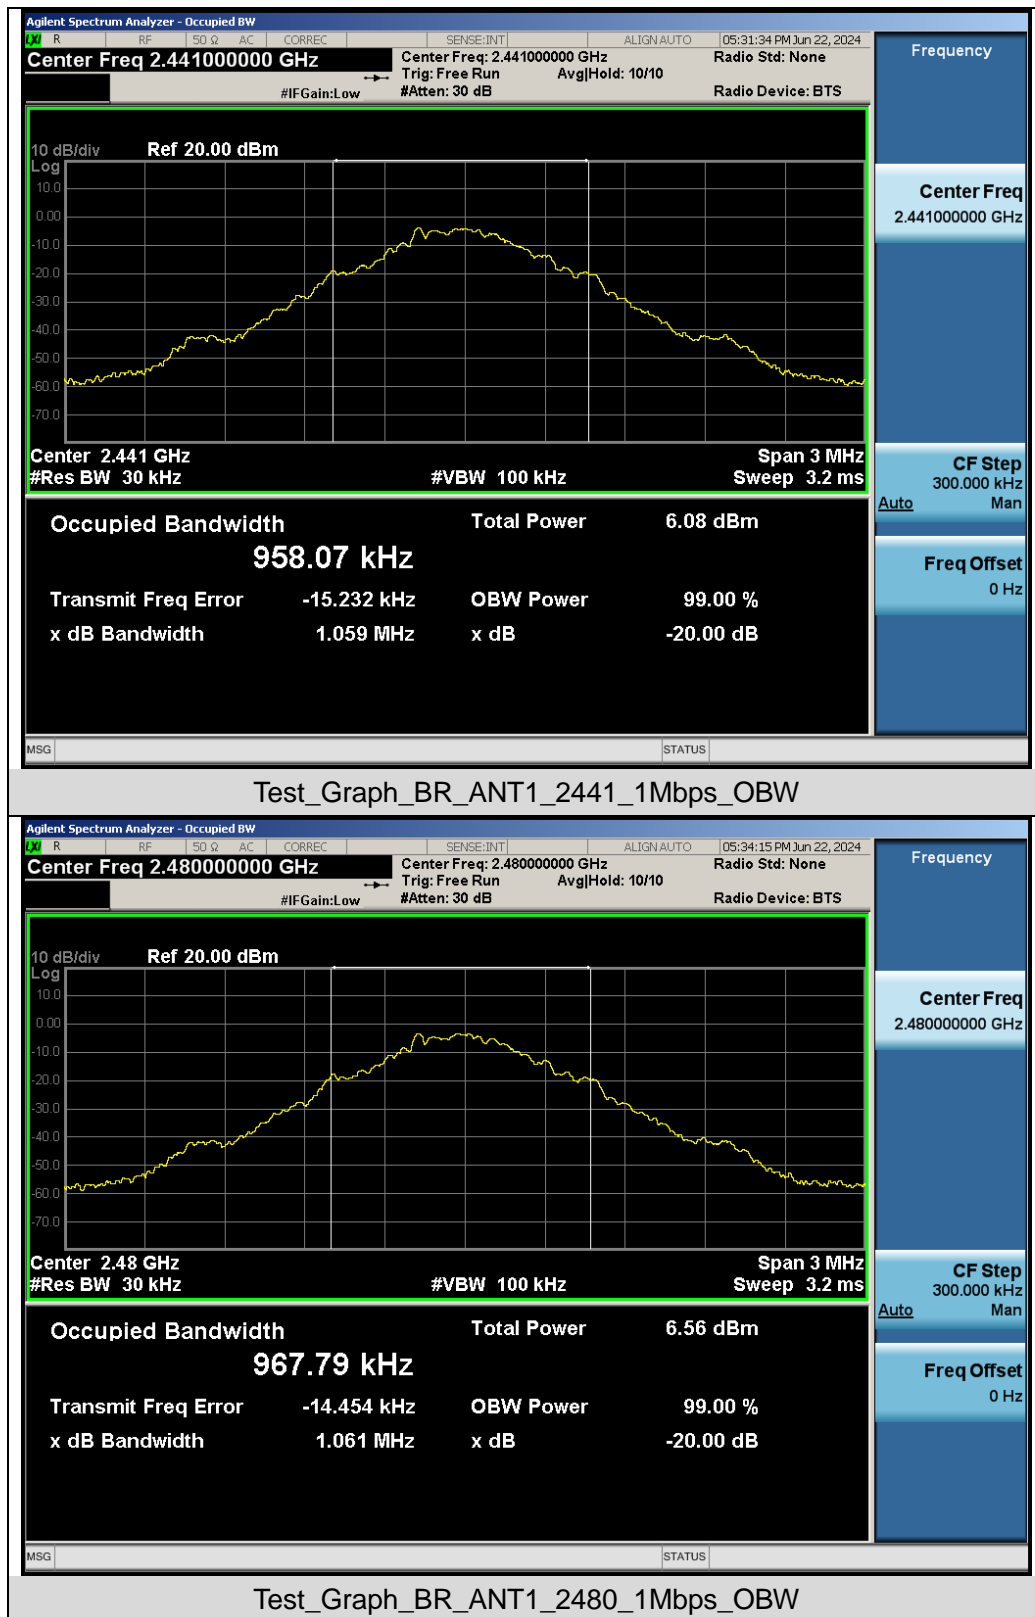 Agilent Spectrum Analyzer - Occupied BW
LXI R RF 50 Ω AC CORREC SENSE:INT ALIGN AUTO 05:31:34 PM Jun 22, 2024
Center Freq 2.441000000 GHz Center Freq: 2.441000000 GHz Radio Std: None Frequency
Trig: Free Run Avg|Hold: 10/10
#IFGain:Low #Atten: 30 dB Radio Device: BTS
10 dB/div Ref 20.00 dBm
Log
10.0
0.00
-10.0
-20.0
-30.0
-40.0
-50.0
-60.0
-70.0
Center 2.441 GHz Span 3 MHz
#Res BW 30 kHz #VBW 100 kHz Sweep 3.2 ms
Center Freq
2.441000000 GHz
CF Step
300.000 kHz
Auto Man
Freq Offset
0 Hz
Occupied Bandwidth Total Power 6.08 dBm
958.07 kHz
Transmit Freq Error -15.232 kHz OBW Power 99.00 %
x dB Bandwidth 1.059 MHz x dB -20.00 dB
MSG STATUS
Test_Graph_BR_ANT1_2441_1Mbps_OBW
Agilent Spectrum Analyzer - Occupied BW
LXI R RF 50 Ω AC CORREC SENSE:INT ALIGN AUTO 05:34:15 PM Jun 22, 2024
Center Freq 2.480000000 GHz Center Freq: 2.480000000 GHz Radio Std: None Frequency
Trig: Free Run Avg|Hold: 10/10
#IFGain:Low #Atten: 30 dB Radio Device: BTS
10 dB/div Ref 20.00 dBm
Log
10.0
0.00
-10.0
-20.0
-30.0
-40.0
-50.0
-60.0
-70.0
Center 2.48 GHz Span 3 MHz
#Res BW 30 kHz #VBW 100 kHz Sweep 3.2 ms
Center Freq
2.480000000 GHz
CF Step
300.000 kHz
Auto Man
Freq Offset
0 Hz
Occupied Bandwidth Total Power 6.56 dBm
967.79 kHz
Transmit Freq Error -14.454 kHz OBW Power 99.00 %
x dB Bandwidth 1.061 MHz x dB -20.00 dB
MSG STATUS
Test_Graph_BR_ANT1_2480_1Mbps_OBW